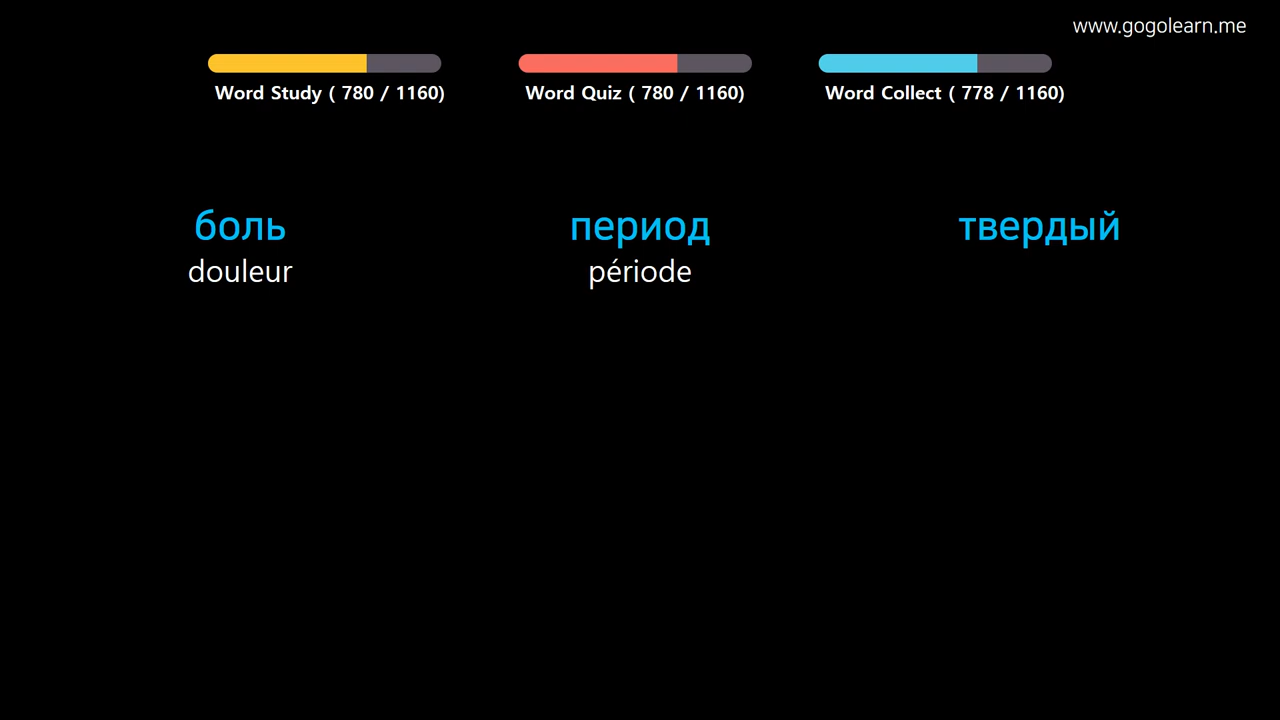 www.gogolearn.me
Word Study ( 780 / 1160)
Word Quiz ( 780 / 1160)
Word Collect ( 778 / 1160)
боль
douleur
период
période
твердый